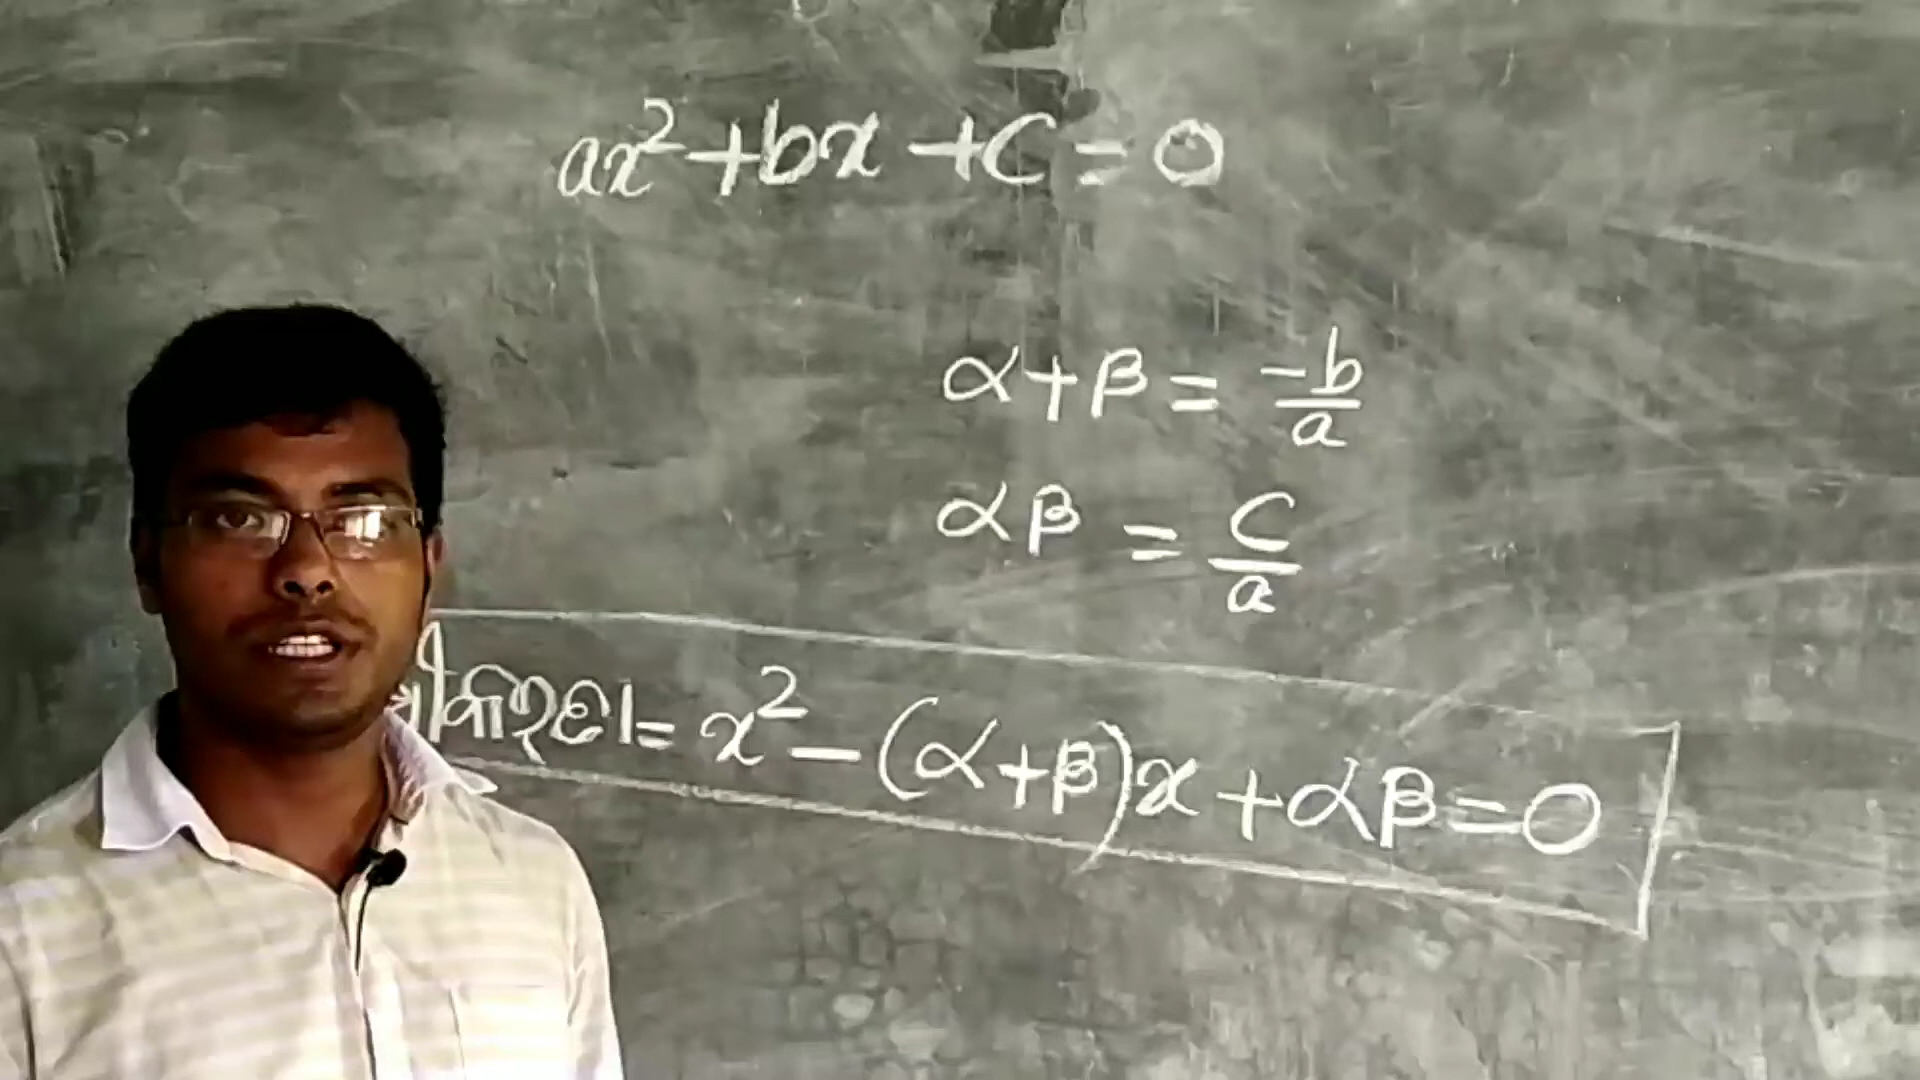 ax² + bx + c = 0
α + β = -b/a
αβ = c/a
= x² - (α + β)x + αβ = 0